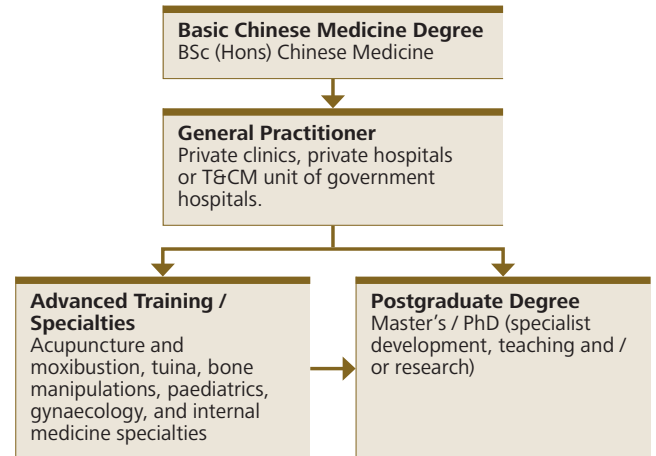 Basic Chinese Medicine Degree
BSc (Hons) Chinese Medicine
General Practitioner
Private clinics, private hospitals
or T&CM unit of government
hospitals.
Advanced Training /
Specialties
Acupuncture and
moxibustion, tuina, bone
manipulations, paediatrics,
gynaecology, and internal
medicine specialties
Postgraduate Degree
Master's / PhD (specialist
development, teaching and /
or research)